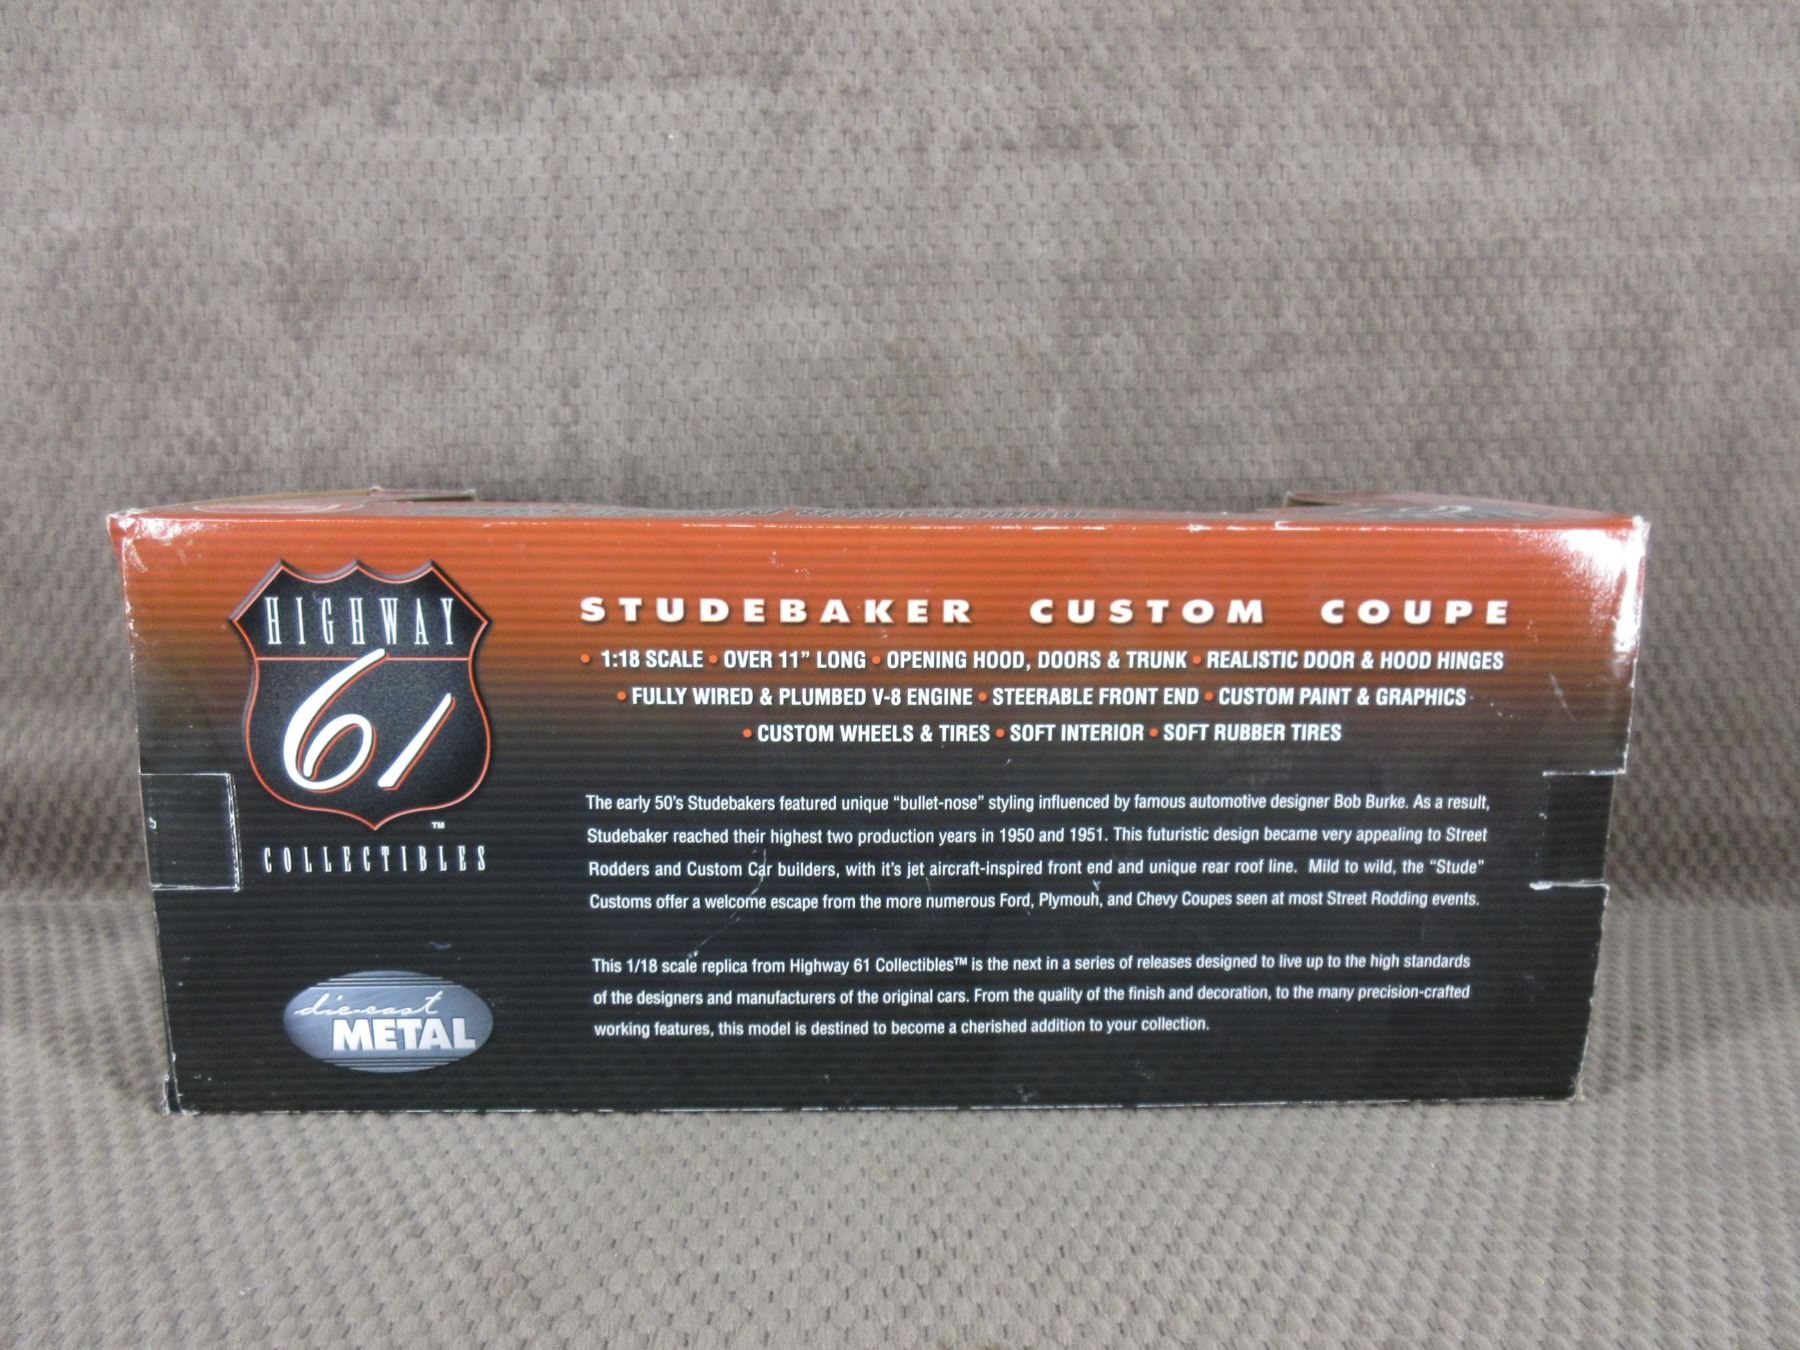 HIGHWAY
61
TM
COLLECTIBLES
die-cast
METAL
STUDEBAKER CUSTOM COUPE
• 1:18 SCALE • OVER 11" LONG • OPENING HOOD, DOORS & TRUNK • REALISTIC DOOR & HOOD HINGES
• FULLY WIRED & PLUMBED V-8 ENGINE • STEERABLE FRONT END • CUSTOM PAINT & GRAPHICS
• CUSTOM WHEELS & TIRES • SOFT INTERIOR • SOFT RUBBER TIRES
The early 50's Studebakers featured unique "bullet-nose" styling influenced by famous automotive designer Bob Burke. As a result,
Studebaker reached their highest two production years in 1950 and 1951. This futuristic design became very appealing to Street
Rodders and Custom Car builders, with it's jet aircraft-inspired front end and unique rear roof line. Mild to wild, the "Stude"
Customs offer a welcome escape from the more numerous Ford, Plymouh, and Chevy Coupes seen at most Street Rodding events.
This 1/18 scale replica from Highway 61 Collectibles™ is the next in a series of releases designed to live up to the high standards
of the designers and manufacturers of the original cars. From the quality of the finish and decoration, to the many precision-crafted
working features, this model is destined to become a cherished addition to your collection.